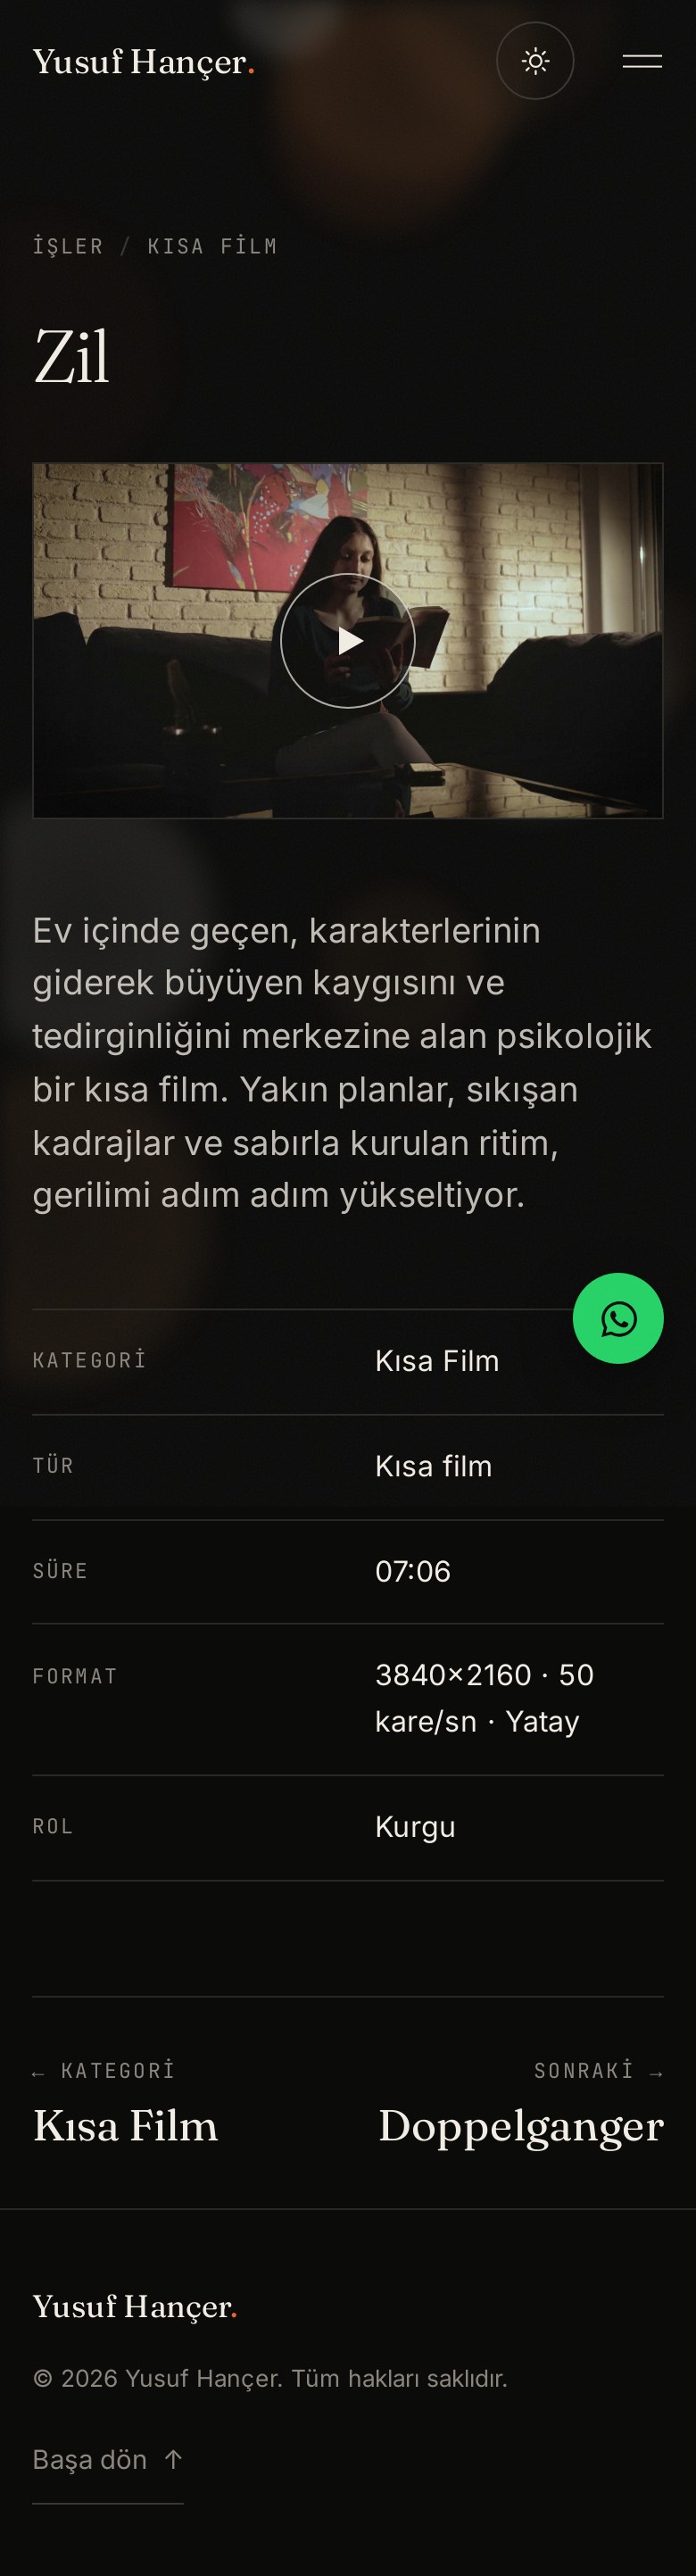 Yusuf Hançer.
İŞLER / KISA FİLM
Zil
Ev içinde geçen, karakterlerinin
giderek büyüyen kaygısını ve
tedirginliğini merkezine alan psikolojik
bir kısa film. Yakın planlar, sıkışan
kadrajlar ve sabırla kurulan ritim,
gerilimi adım adım yükseltiyor.
KATEGORİ Kısa Film
TÜR Kısa film
SÜRE 07:06
FORMAT 3840×2160 · 50
kare/sn · Yatay
ROL Kurgu
← KATEGORİ
Kısa Film
SONRAKİ →
Doppelganger
Yusuf Hançer.
© 2026 Yusuf Hançer. Tüm hakları saklıdır.
Başa dön ↑